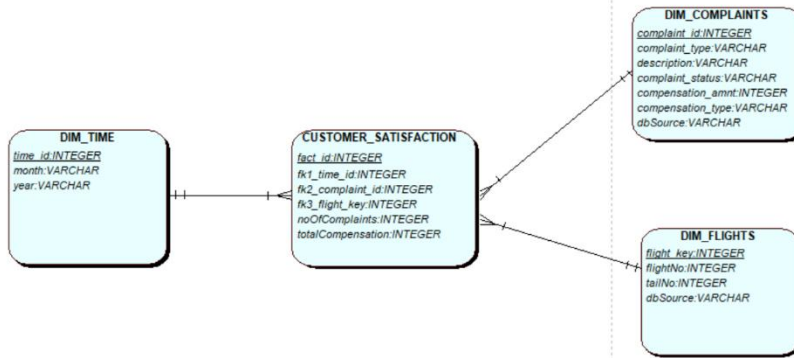 DIM_COMPLAINTS
complaint_id:INTEGER
complaint_type:VARCHAR
description:VARCHAR
complaint_status:VARCHAR
compensation_amnt:INTEGER
compensation_type:VARCHAR
dbSource:VARCHAR
DIM_TIME
time_id:INTEGER
month:VARCHAR
year:VARCHAR
CUSTOMER_SATISFACTION
fact_id:INTEGER
fk1_time_id:INTEGER
fk2_complaint_id:INTEGER
fk3_flight_key:INTEGER
noOfComplaints:INTEGER
totalCompensation:INTEGER
DIM_FLIGHTS
flight_key:INTEGER
flightNo:INTEGER
tailNo:INTEGER
dbSource:VARCHAR